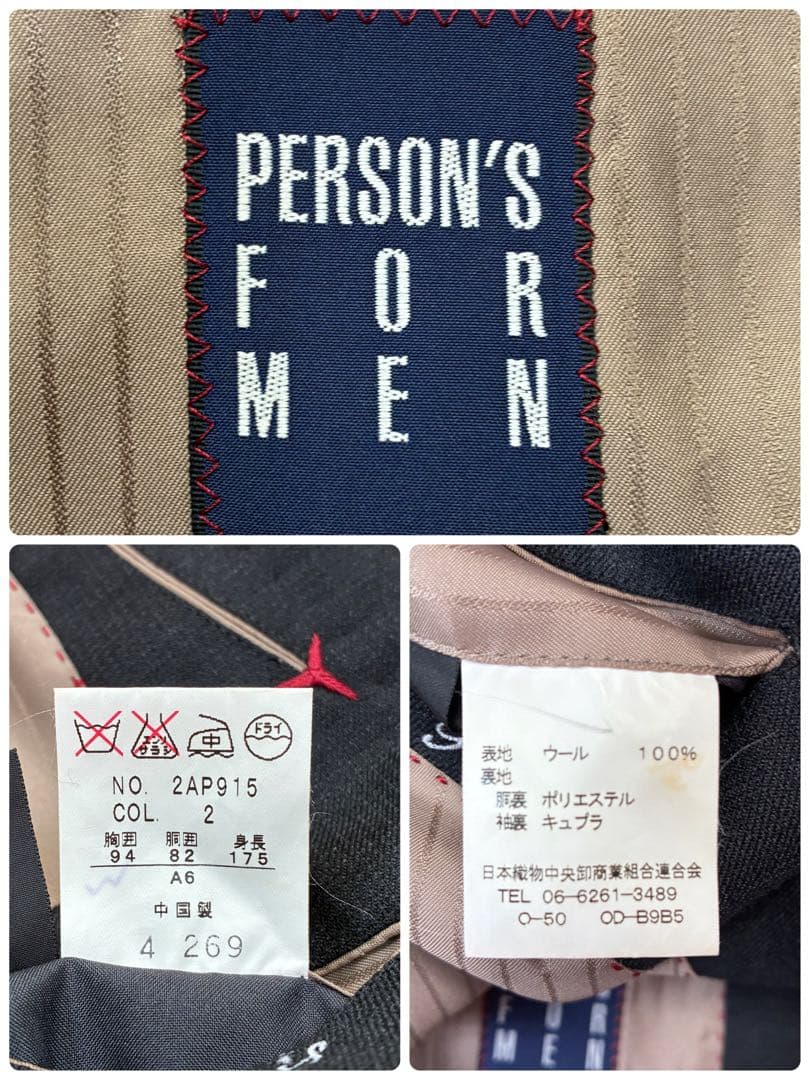 PERSON'S
F O R
M E N
エンソ
サラシ
中
ドライ
NO. 2AP915
COL. 2
胸囲 胴囲 身長
94 82 175
A6
中国製
4 269
表地 ウール 100%
裏地
胴裏 ポリエステル
袖裏 キュプラ
日本織物中央卸商業組合連合会
TEL 06-6261-3489
O-50 OD-B9B5
F O R
M E N